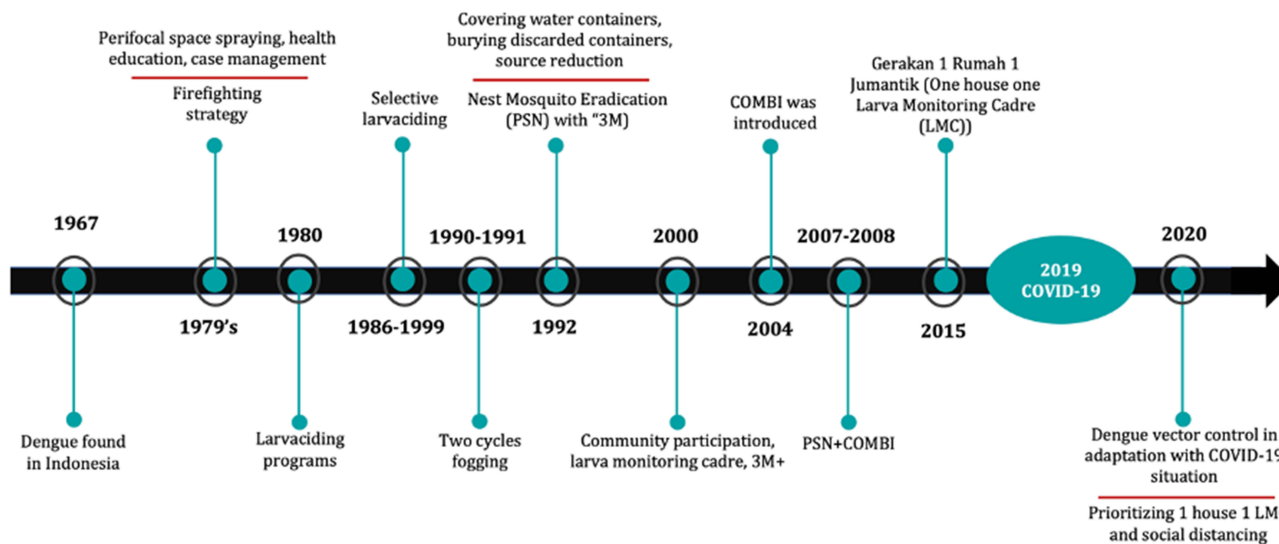 Perifocal space spraying, health
education, case management
Firefighting
strategy
Selective
larvaciding
Covering water containers,
burying discarded containers,
source reduction
Nest Mosquito Eradication
(PSN) with “3M)
COMBI was
introduced
Gerakan 1 Rumah 1
Jumantik (One house one
Larva Monitoring Cadre
(LMC))
1967
1980
1990-1991
2000
2007-2008
2020
2019
COVID-19
1979's
1986-1999
1992
2004
2015
Dengue found
in Indonesia
Larvaciding
programs
Two cycles
fogging
Community participation,
larva monitoring cadre, 3M+
PSN+COMBI
Dengue vector control in
adaptation with COVID-19
situation
Prioritizing 1 house 1 LM
and social distancing